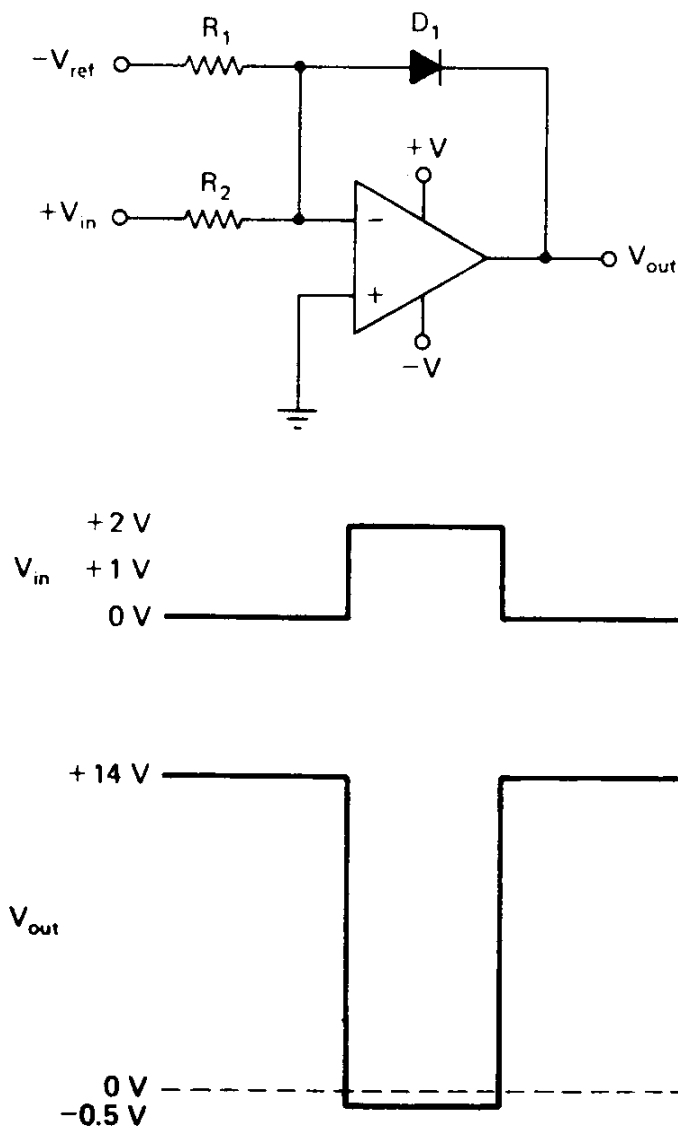 R1 D1
-Vref
+V
R2
+Vin
-
+
Vout
-V
+2 V
Vin +1 V
0 V
+14 V
Vout
0 V
-0.5 V